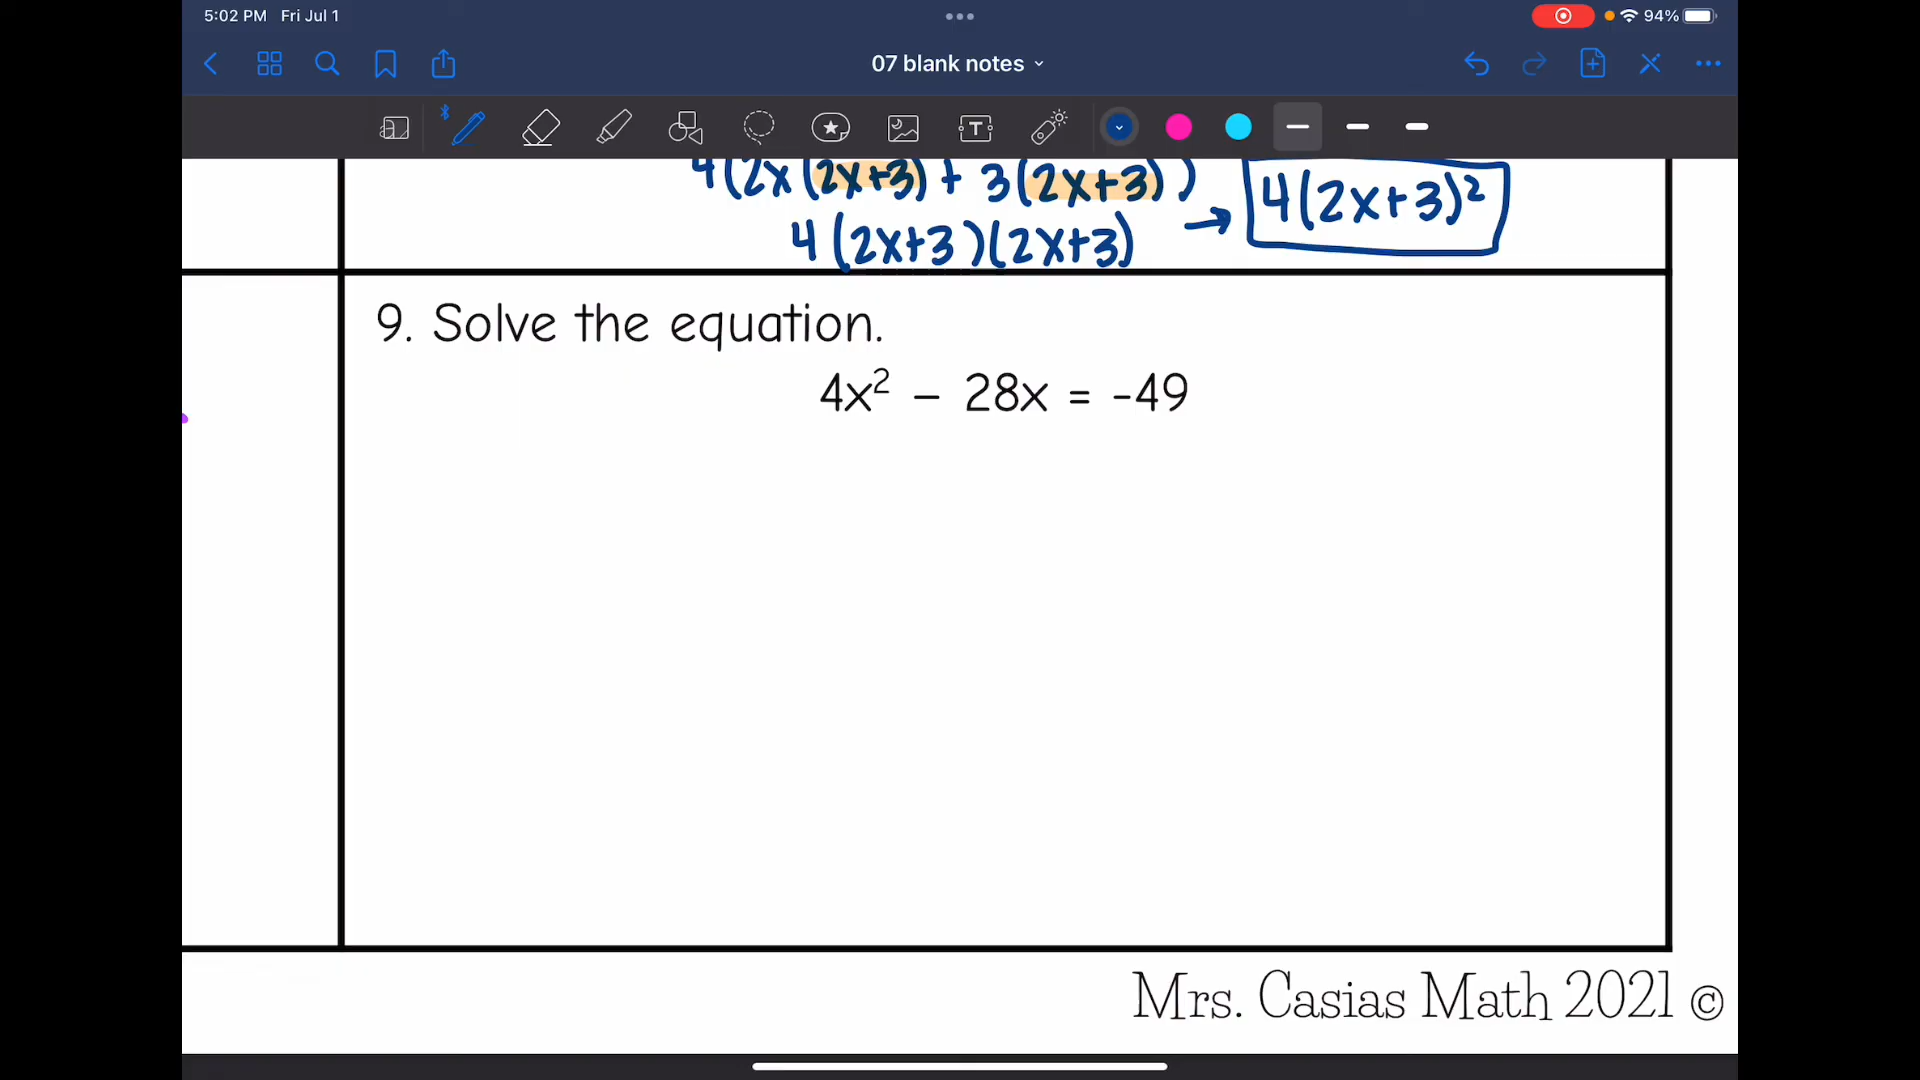 5:02 PM Fri Jul 1
94%
07 blank notes
4(2x(2x+3) + 3(2x+3))
4(2x+3)(2x+3) → 4(2x+3)²
9. Solve the equation.
4x² – 28x = -49
Mrs. Casias Math 2021 ©